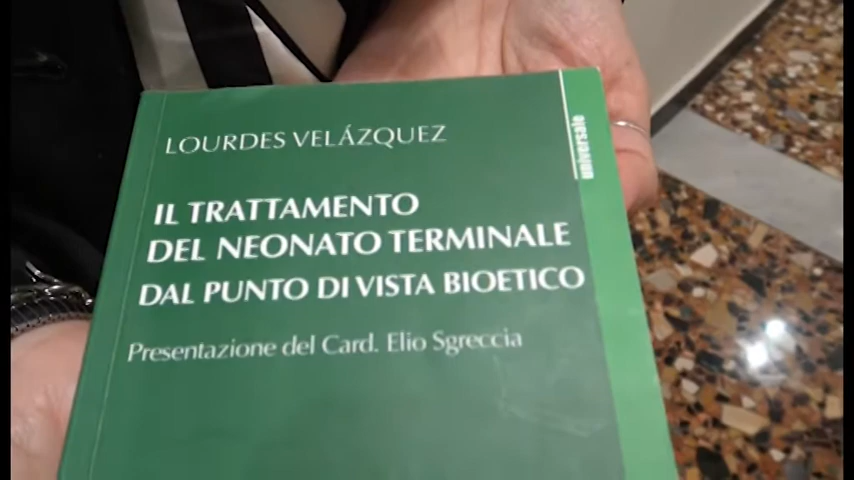 LOURDES VELÁZQUEZ
IL TRATTAMENTO
DEL NEONATO TERMINALE
DAL PUNTO DI VISTA BIOETICO
Presentazione del Card. Elio Sgreccia
universale